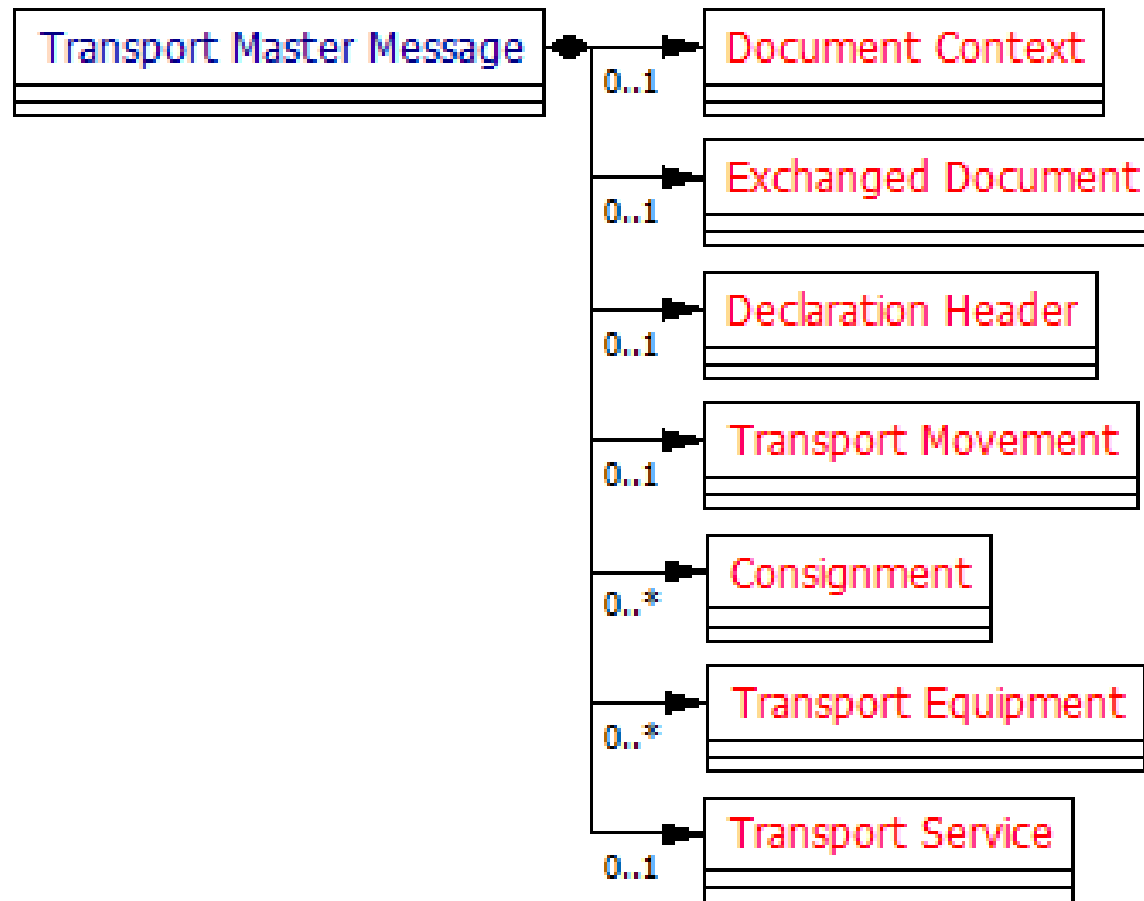 Transport Master Message
Document Context
0..1
Exchanged Document
0..1
Declaration Header
0..1
Transport Movement
0..1
Consignment
0..*
Transport Equipment
0..*
Transport Service
0..1